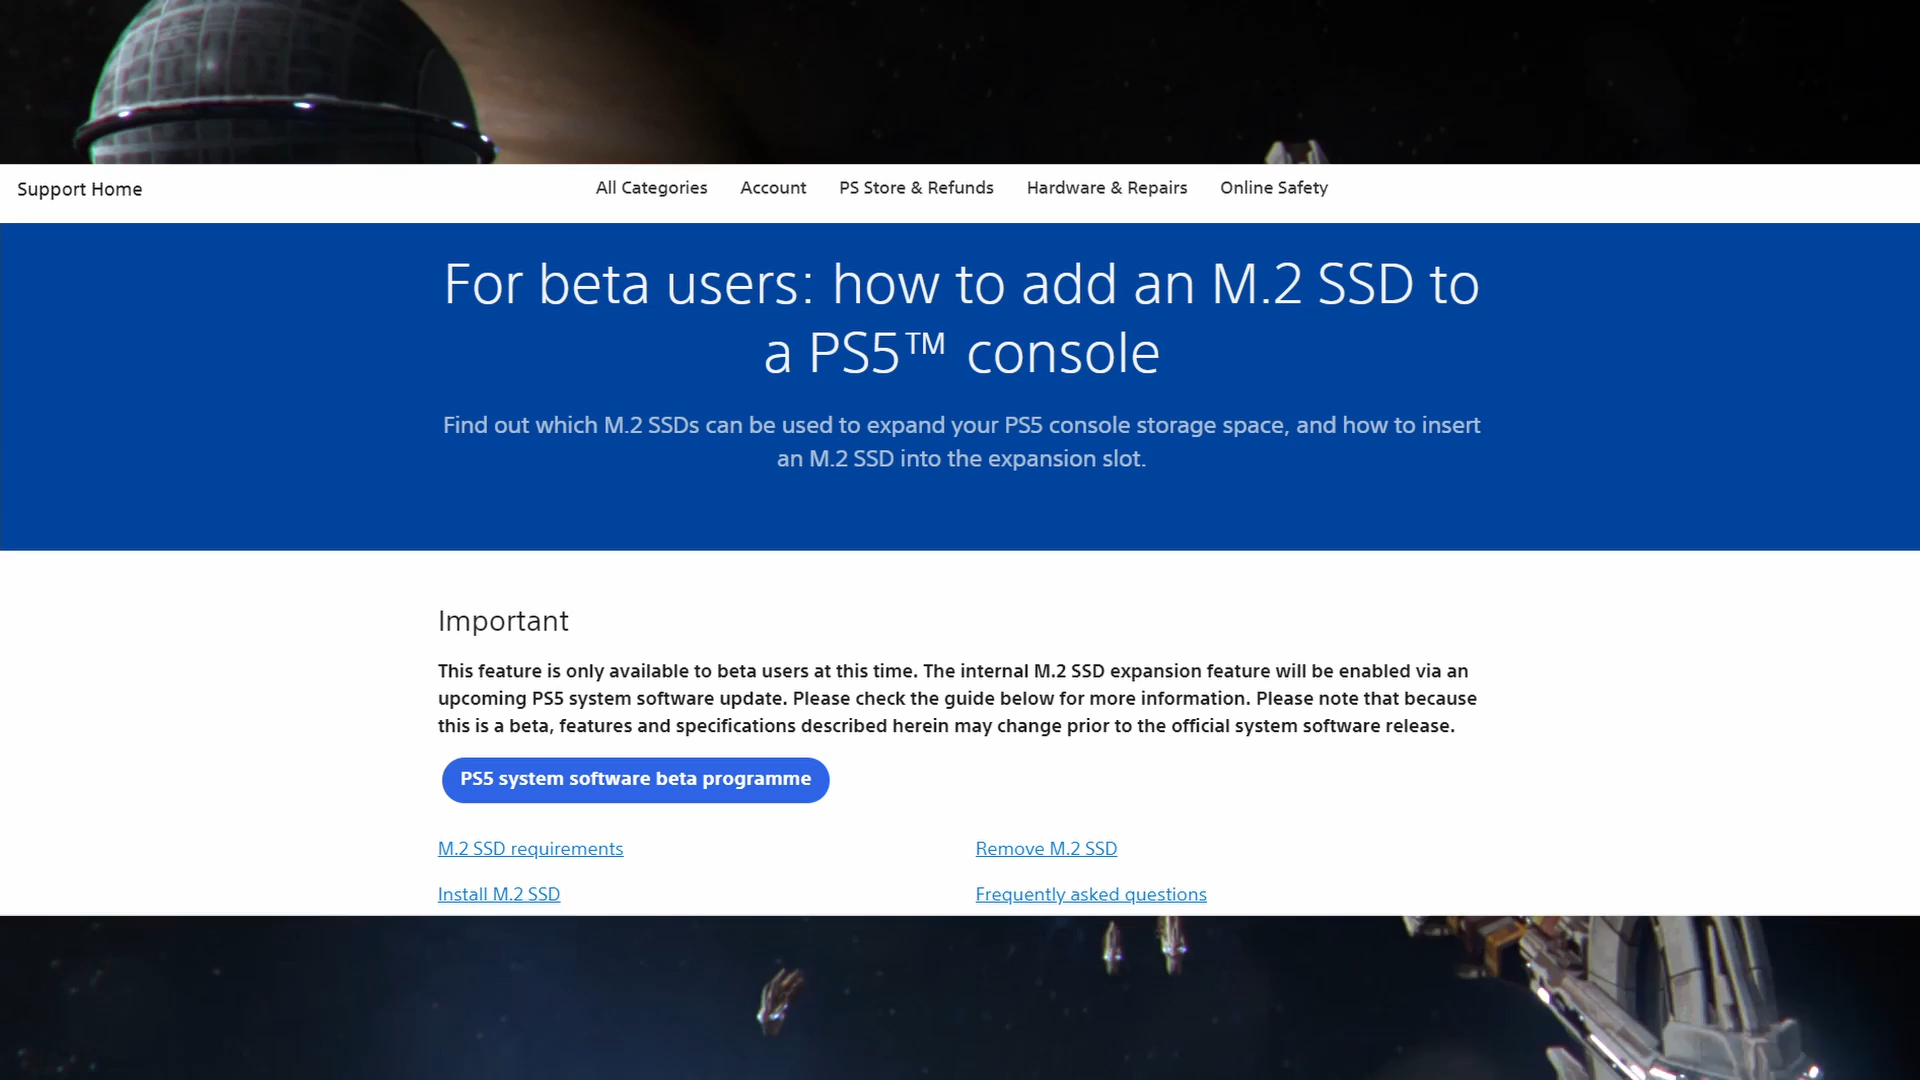 Support Home
All Categories Account PS Store & Refunds Hardware & Repairs Online Safety
For beta users: how to add an M.2 SSD to
a PS5™ console
Find out which M.2 SSDs can be used to expand your PS5 console storage space, and how to insert
an M.2 SSD into the expansion slot.
Important
This feature is only available to beta users at this time. The internal M.2 SSD expansion feature will be enabled via an
upcoming PS5 system software update. Please check the guide below for more information. Please note that because
this is a beta, features and specifications described herein may change prior to the official system software release.
PS5 system software beta programme
M.2 SSD requirements
Remove M.2 SSD
Install M.2 SSD
Frequently asked questions